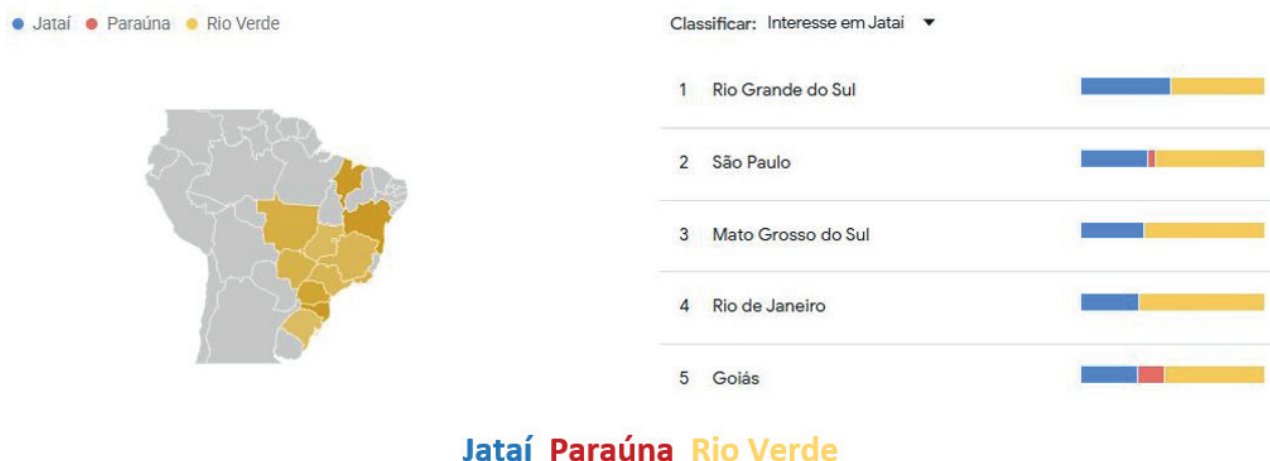 Jataí Paraúna Rio Verde
Classificar: Interesse em Jataí
1 Rio Grande do Sul
2 São Paulo
3 Mato Grosso do Sul
4 Rio de Janeiro
5 Goiás
Jataí Paraúna Rio Verde